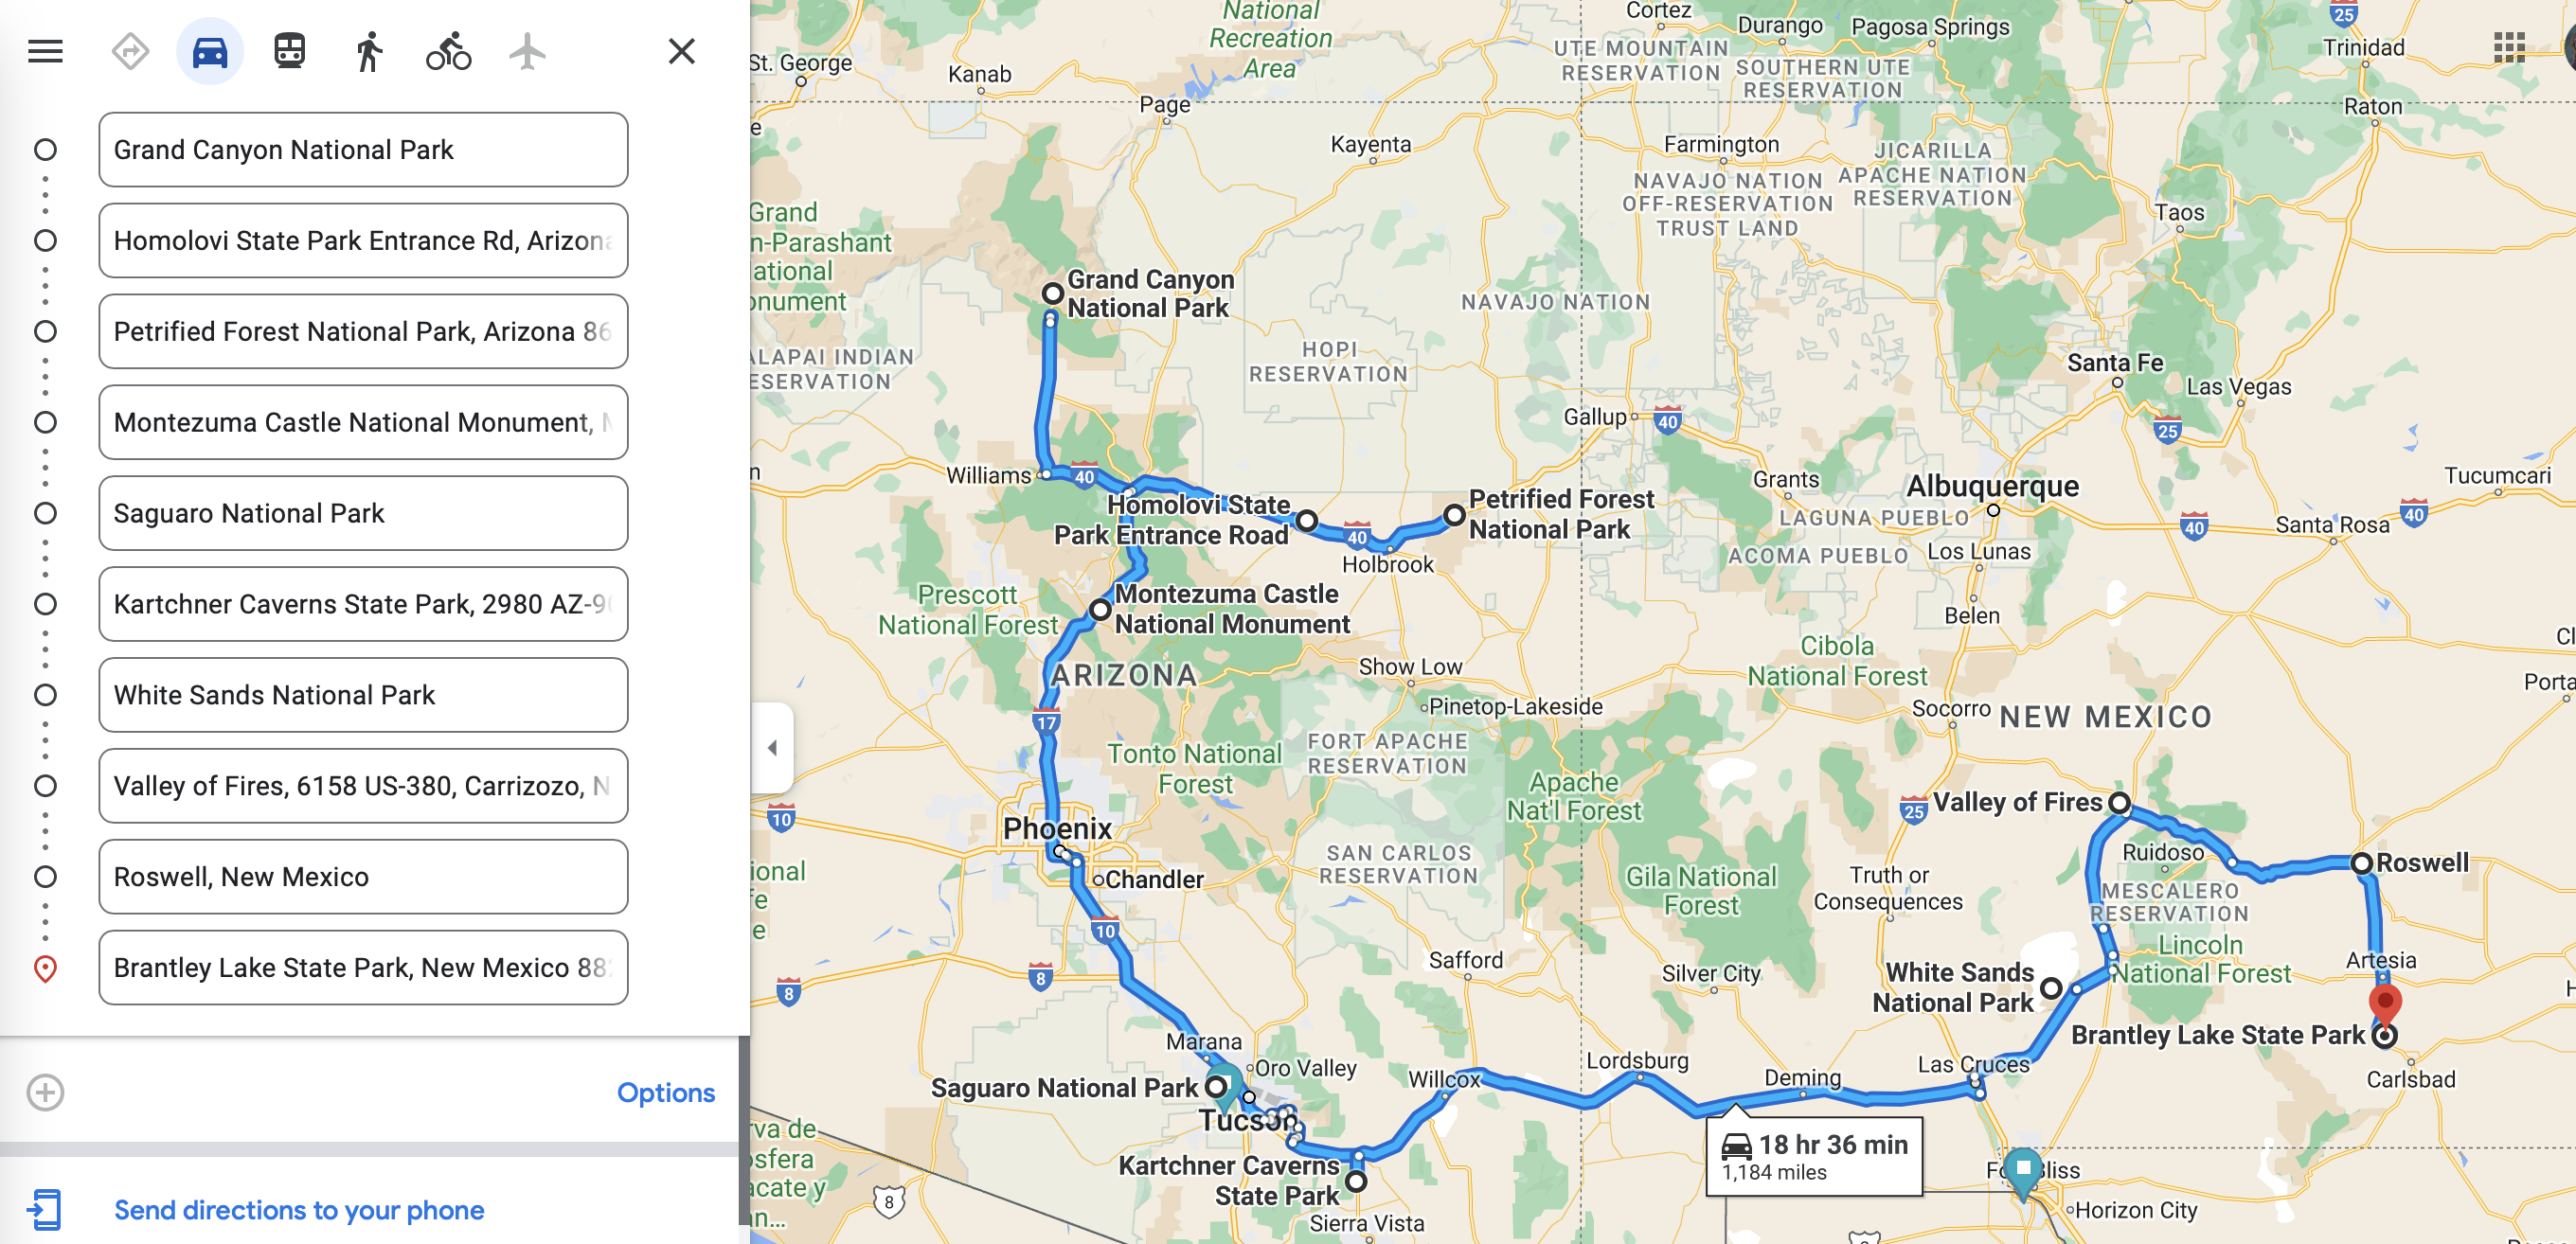 Grand Canyon National Park
Homolovi State Park Entrance Rd, Arizona
Petrified Forest National Park, Arizona 86
Montezuma Castle National Monument,
Saguaro National Park
Kartchner Caverns State Park, 2980 AZ-9
White Sands National Park
Valley of Fires, 6158 US-380, Carrizozo, N
Roswell, New Mexico
Brantley Lake State Park, New Mexico 88
Options
Send directions to your phone
National
Recreation
Area
St. George
Kanab
Page
Kayenta
Cortez
Durango
Pagosa Springs
UTE MOUNTAIN
RESERVATION
SOUTHERN UTE
RESERVATION
25
Trinidad
Raton
Farmington
JICARILLA
APACHE NATION
RESERVATION
NAVAJO NATION
OFF-RESERVATION
TRUST LAND
Taos
Grand
n-Parashant
ational
onument
Grand Canyon
National Park
NAVAJO NATION
ALAPAI INDIAN
ESERVATION
HOPI
RESERVATION
Santa Fe
Las Vegas
Gallup
40
25
Williams
40
Homolovi State
Park Entrance Road
40
Holbrook
Petrified Forest
National Park
Grants
Albuquerque
LAGUNA PUEBLO
ACOMA PUEBLO
Los Lunas
Belen
Tucumcari
40
40
Santa Rosa
Prescott
National Forest
Montezuma Castle
National Monument
ARIZONA
Show Low
Pinetop-Lakeside
Cibola
National Forest
Socorro
NEW MEXICO
Cl
Porta
17
Tonto National
Forest
FORT APACHE
RESERVATION
Apache
Nat'l Forest
10
Phoenix
Chandler
SAN CARLOS
RESERVATION
Gila National
Forest
25
Valley of Fires
Truth or
Consequences
Ruidoso
Roswell
MESCALERO
RESERVATION
Lincoln
National Forest
Artesia
ional
fe
e
10
8
8
Safford
Silver City
White Sands
National Park
Brantley Lake State Park
Carlsbad
Marana
Oro Valley
Saguaro National Park
Tucson
Willcox
Lordsburg
Deming
Las Cruces
Kartchner Caverns
State Park
Sierra Vista
18 hr 36 min
1,184 miles
Fort Bliss
Horizon City
rva de
osfera
acate y
an...
8